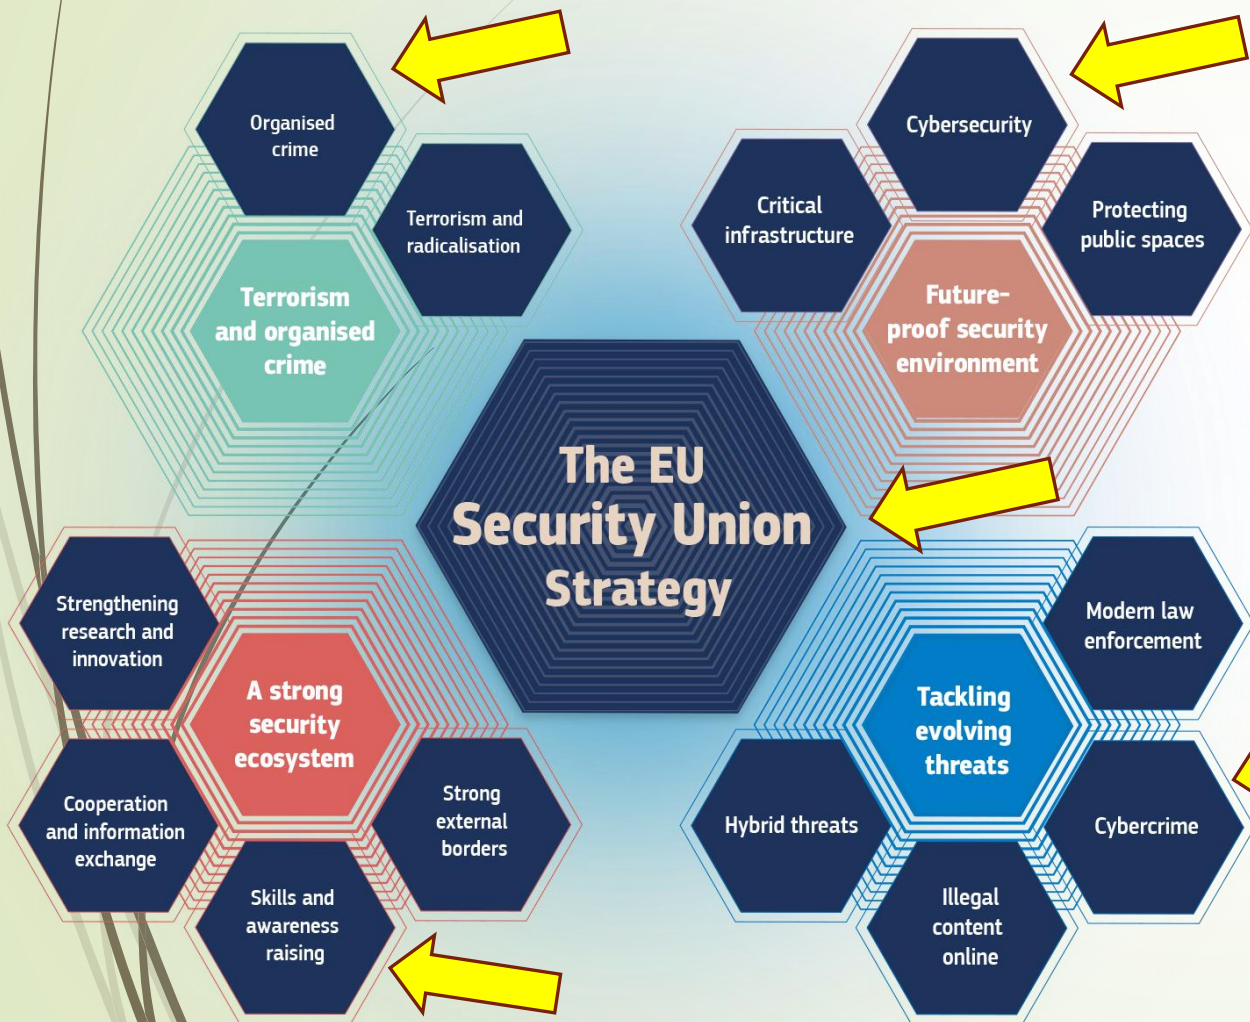 Organised
crime
Terrorism and
radicalisation
Terrorism
and organised
crime
Cybersecurity
Critical
infrastructure
Protecting
public spaces
Future-
proof security
environment
The EU
Security Union
Strategy
Strengthening
research and
innovation
A strong
security
ecosystem
Cooperation
and information
exchange
Skills and
awareness
raising
Strong
external
borders
Modern law
enforcement
Tackling
evolving
threats
Hybrid threats
Cybercrime
Illegal
content
online